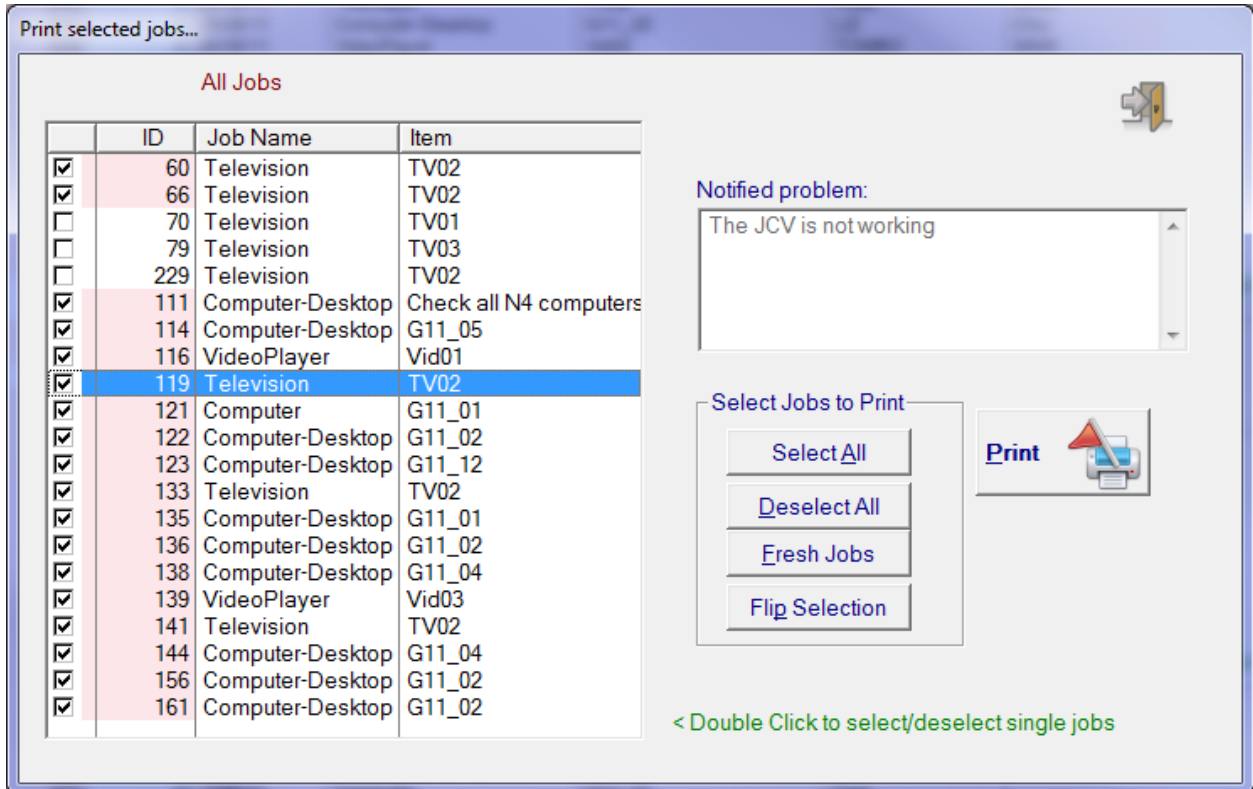 Print selected jobs...
All Jobs
ID Job Name Item
60 Television TV02
66 Television TV02
70 Television TV01
79 Television TV03
229 Television TV02
111 Computer-Desktop Check all N4 computers
114 Computer-Desktop G11_05
116 VideoPlayer Vid01
119 Television TV02
121 Computer G11_01
122 Computer-Desktop G11_02
123 Computer-Desktop G11_12
133 Television TV02
135 Computer-Desktop G11_01
136 Computer-Desktop G11_02
138 Computer-Desktop G11_04
139 VideoPlayer Vid03
141 Television TV02
144 Computer-Desktop G11_04
156 Computer-Desktop G11_02
161 Computer-Desktop G11_02
Notified problem:
The JCV is not working
Select Jobs to Print
Select All
Deselect All
Fresh Jobs
Flip Selection
Print
< Double Click to select/deselect single jobs